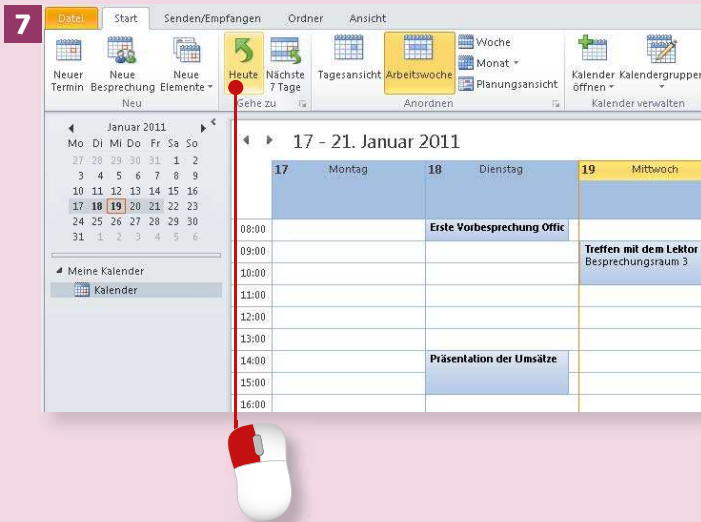 7
Datei Start Senden/Empfangen Ordner Ansicht
Neuer Termin
Neue Besprechung
Neue Elemente
Neu
Heute
Nächste 7 Tage
Gehe zu
Tagesansicht
Arbeitswoche
Woche
Monat
Planungsansicht
Anordnen
Kalender öffnen
Kalendergruppen
Kalender verwalten
Januar 2011
Mo Di Mi Do Fr Sa So
27 28 29 30 31 1 2
3 4 5 6 7 8 9
10 11 12 13 14 15 16
17 18 19 20 21 22 23
24 25 26 27 28 29 30
31 1 2 3 4 5 6
Meine Kalender
Kalender
17 - 21. Januar 2011
17 Montag 18 Dienstag 19 Mittwoch
08:00 Erste Vorbesprechung Offic
09:00 Treffen mit dem Lektor
Besprechungsraum 3
10:00
11:00
12:00
13:00
14:00 Präsentation der Umsätze
15:00
16:00